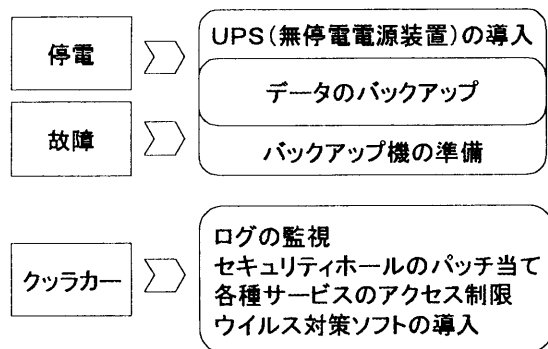 停電
UPS(無停電電源装置)の導入
データのバックアップ
故障
バックアップ機の準備
クッラカー
ログの監視
セキュリティホールのパッチ当て
各種サービスのアクセス制限
ウイルス対策ソフトの導入